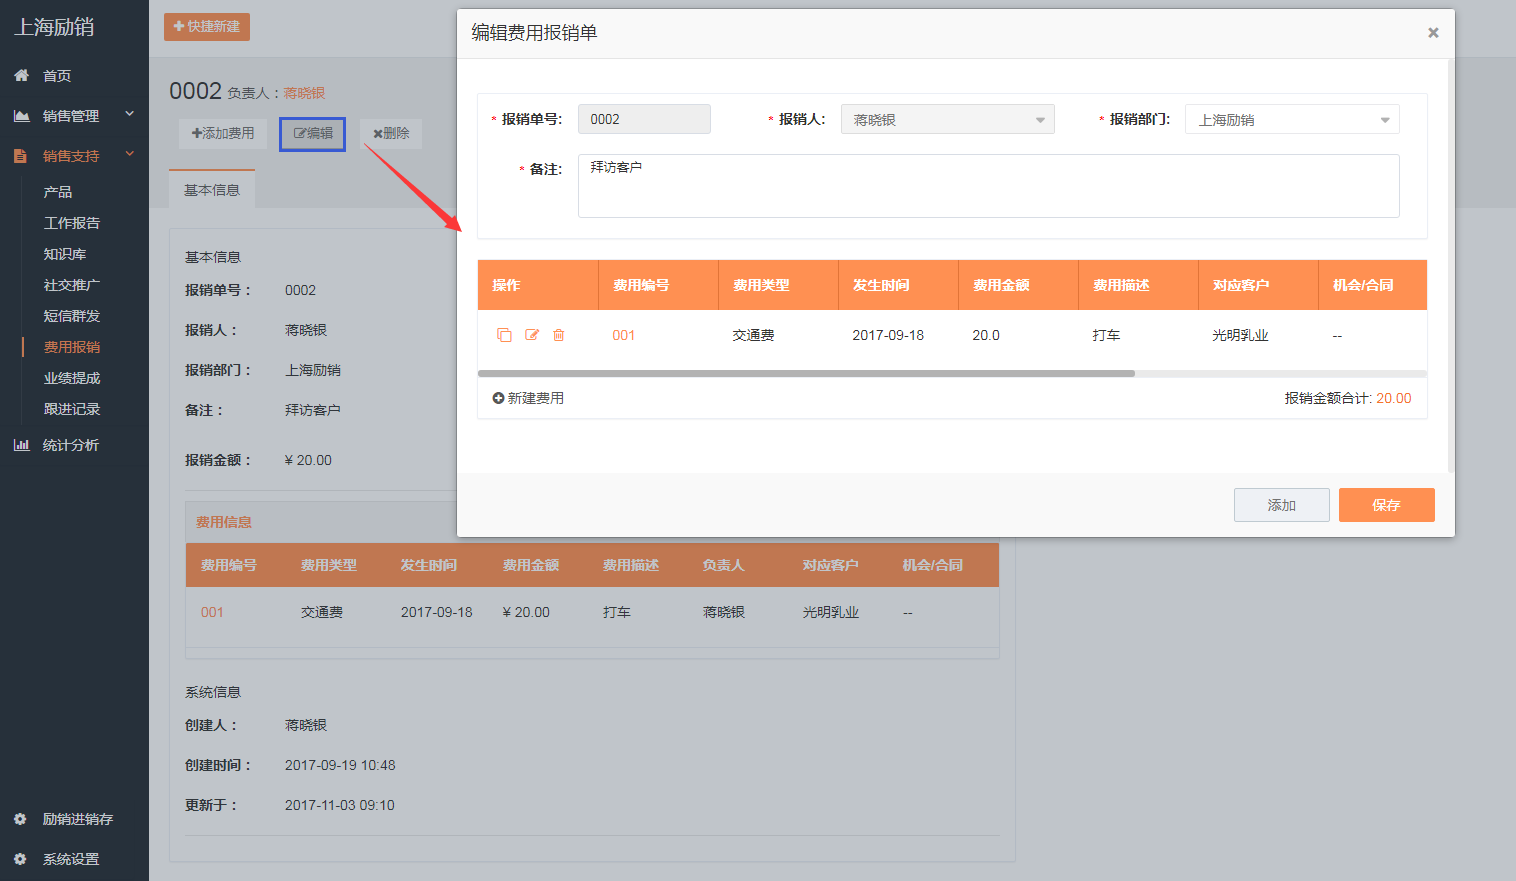 上海励销
首页
销售管理
销售支持
产品
工作报告
知识库
社交推广
短信群发
费用报销
业绩提成
跟进记录
统计分析
励销进销存
系统设置
快捷新建
0002 负责人：蒋晓银
添加费用 编辑 删除
基本信息
基本信息
报销单号： 0002
报销人： 蒋晓银
报销部门： 上海励销
备注： 拜访客户
报销金额： ¥ 20.00
费用信息
费用编号 费用类型 发生时间 费用金额 费用描述 负责人 对应客户 机会/合同
001 交通费 2017-09-18 ¥ 20.00 打车 蒋晓银 光明乳业 --
系统信息
创建人： 蒋晓银
创建时间： 2017-09-19 10:48
更新于： 2017-11-03 09:10
编辑费用报销单 ×
* 报销单号: 0002 * 报销人: 蒋晓银 * 报销部门: 上海励销
* 备注: 拜访客户
操作 费用编号 费用类型 发生时间 费用金额 费用描述 对应客户 机会/合同
001 交通费 2017-09-18 20.0 打车 光明乳业 --
新建费用 报销金额合计: 20.00
添加 保存